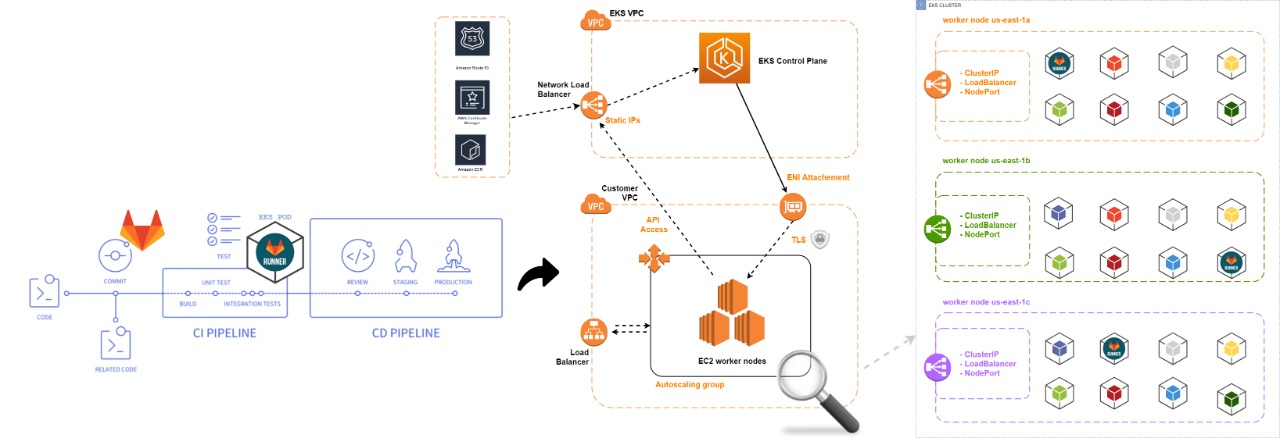 53
Amazon Route 53
AWS Certificate
Manager
Amazon ECR
COMMIT
CODE
RELATED CODE
TEST
EKS POD
RUNNER
UNIT TEST
BUILD
INTEGRATION TESTS
CI PIPELINE
REVIEW
STAGING
PRODUCTION
CD PIPELINE
VPC
EKS VPC
Network Load
Balancer
Static IPs
K
EKS Control Plane
ENI Attachement
VPC
Customer
VPC
API
Access
TLS
Load
Balancer
EC2 worker nodes
Autoscaling group
EKS CLUSTER
worker node us-east-1a
- ClusterIP
- LoadBalancer
- NodePort
RUNNER
worker node us-east-1b
- ClusterIP
- LoadBalancer
- NodePort
RUNNER
worker node us-east-1c
- ClusterIP
- LoadBalancer
- NodePort
RUNNER